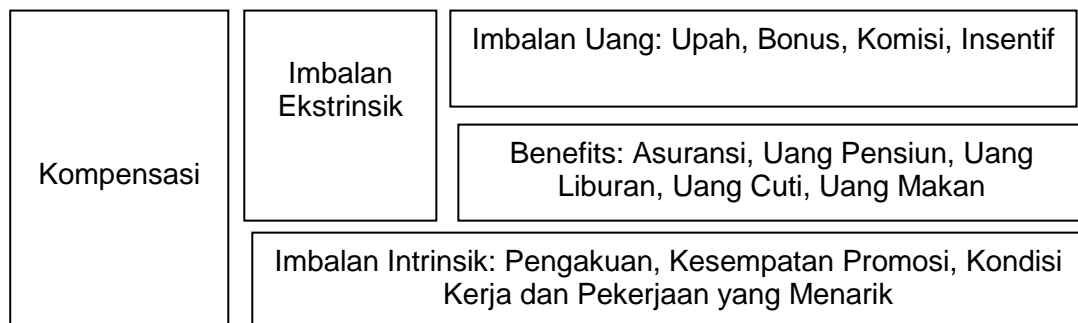 Kompensasi
Imbalan
Ekstrinsik
Imbalan Uang: Upah, Bonus, Komisi, Insentif
Benefits: Asuransi, Uang Pensiun, Uang
Liburan, Uang Cuti, Uang Makan
Imbalan Intrinsik: Pengakuan, Kesempatan Promosi, Kondisi
Kerja dan Pekerjaan yang Menarik